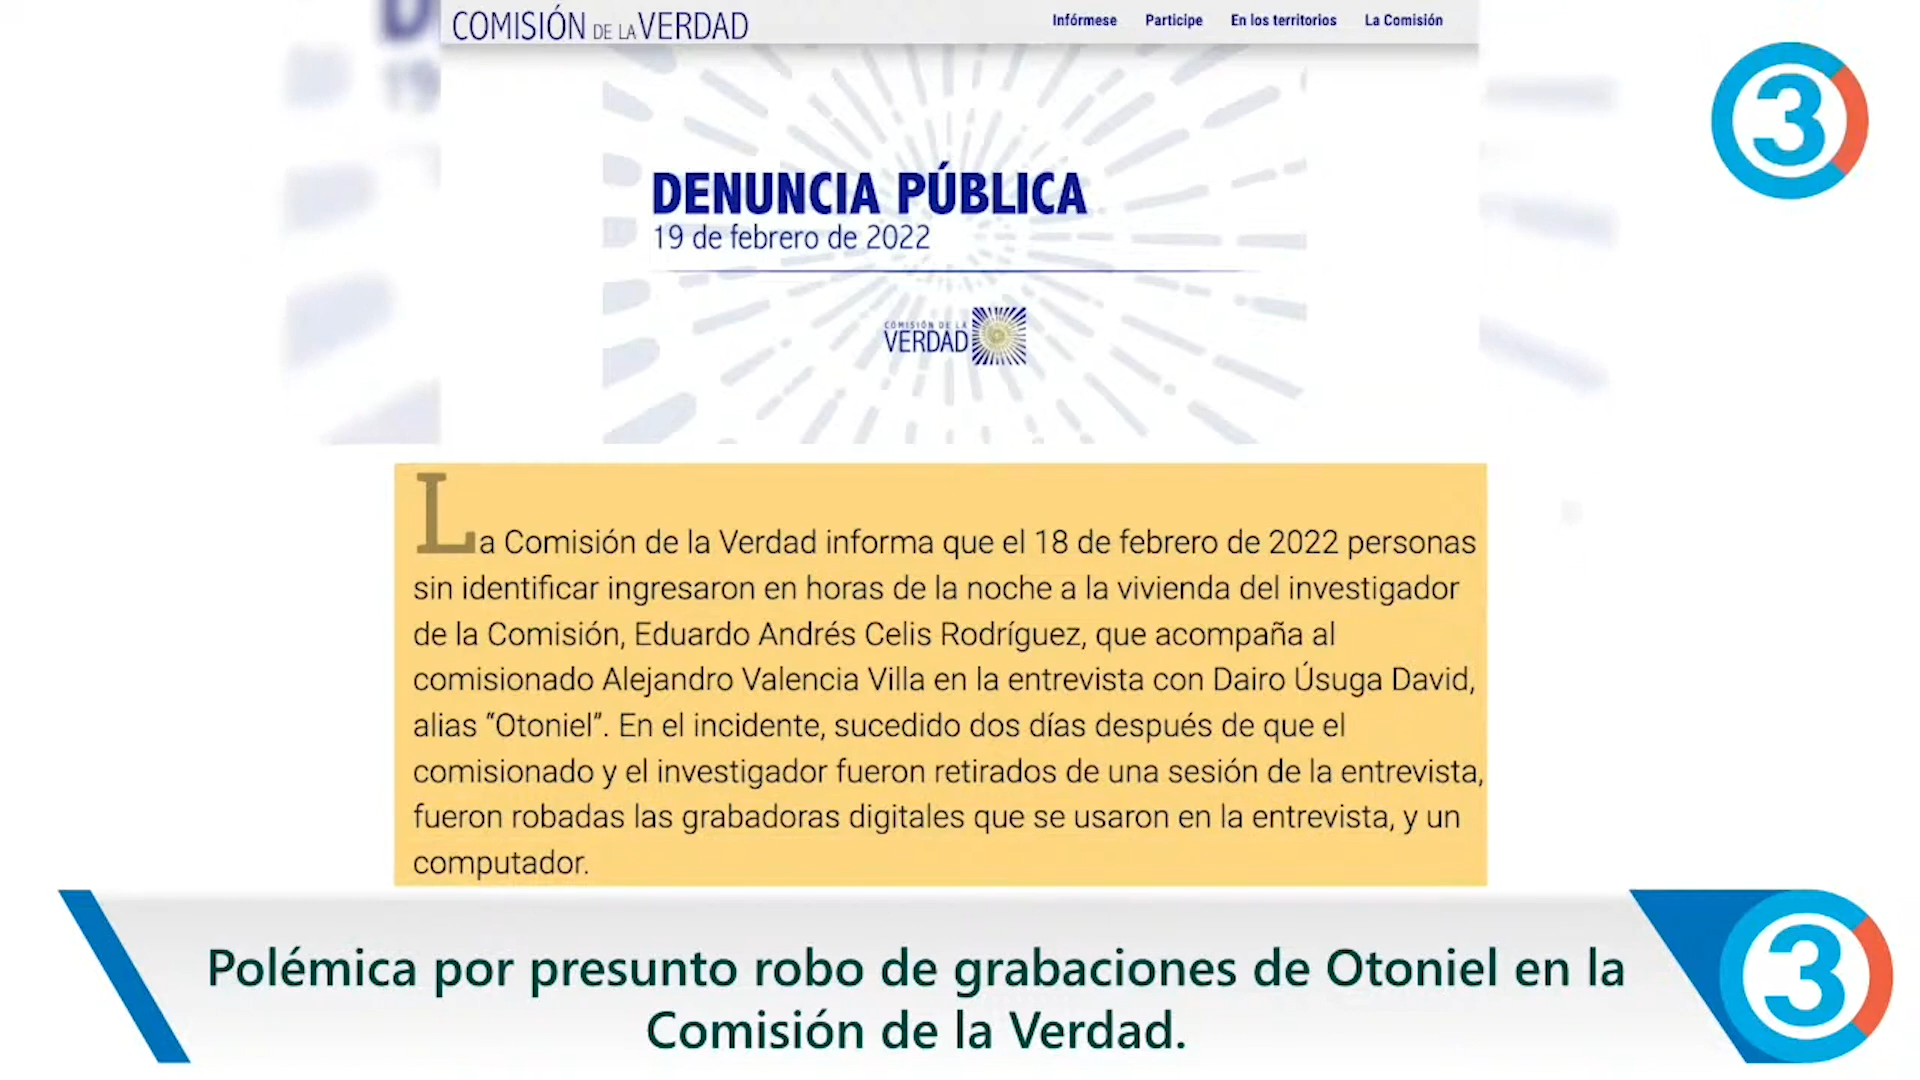 COMISIÓN DE LA VERDAD
Infórmese Participe En los territorios La Comisión
3
DENUNCIA PÚBLICA
19 de febrero de 2022
COMISIÓN DE LA
VERDAD
La Comisión de la Verdad informa que el 18 de febrero de 2022 personas
sin identificar ingresaron en horas de la noche a la vivienda del investigador
de la Comisión, Eduardo Andrés Celis Rodríguez, que acompaña al
comisionado Alejandro Valencia Villa en la entrevista con Dairo Úsuga David,
alias “Otoniel”. En el incidente, sucedido dos días después de que el
comisionado y el investigador fueron retirados de una sesión de la entrevista,
fueron robadas las grabadoras digitales que se usaron en la entrevista, y un
computador.
Polémica por presunto robo de grabaciones de Otoniel en la
Comisión de la Verdad.
3